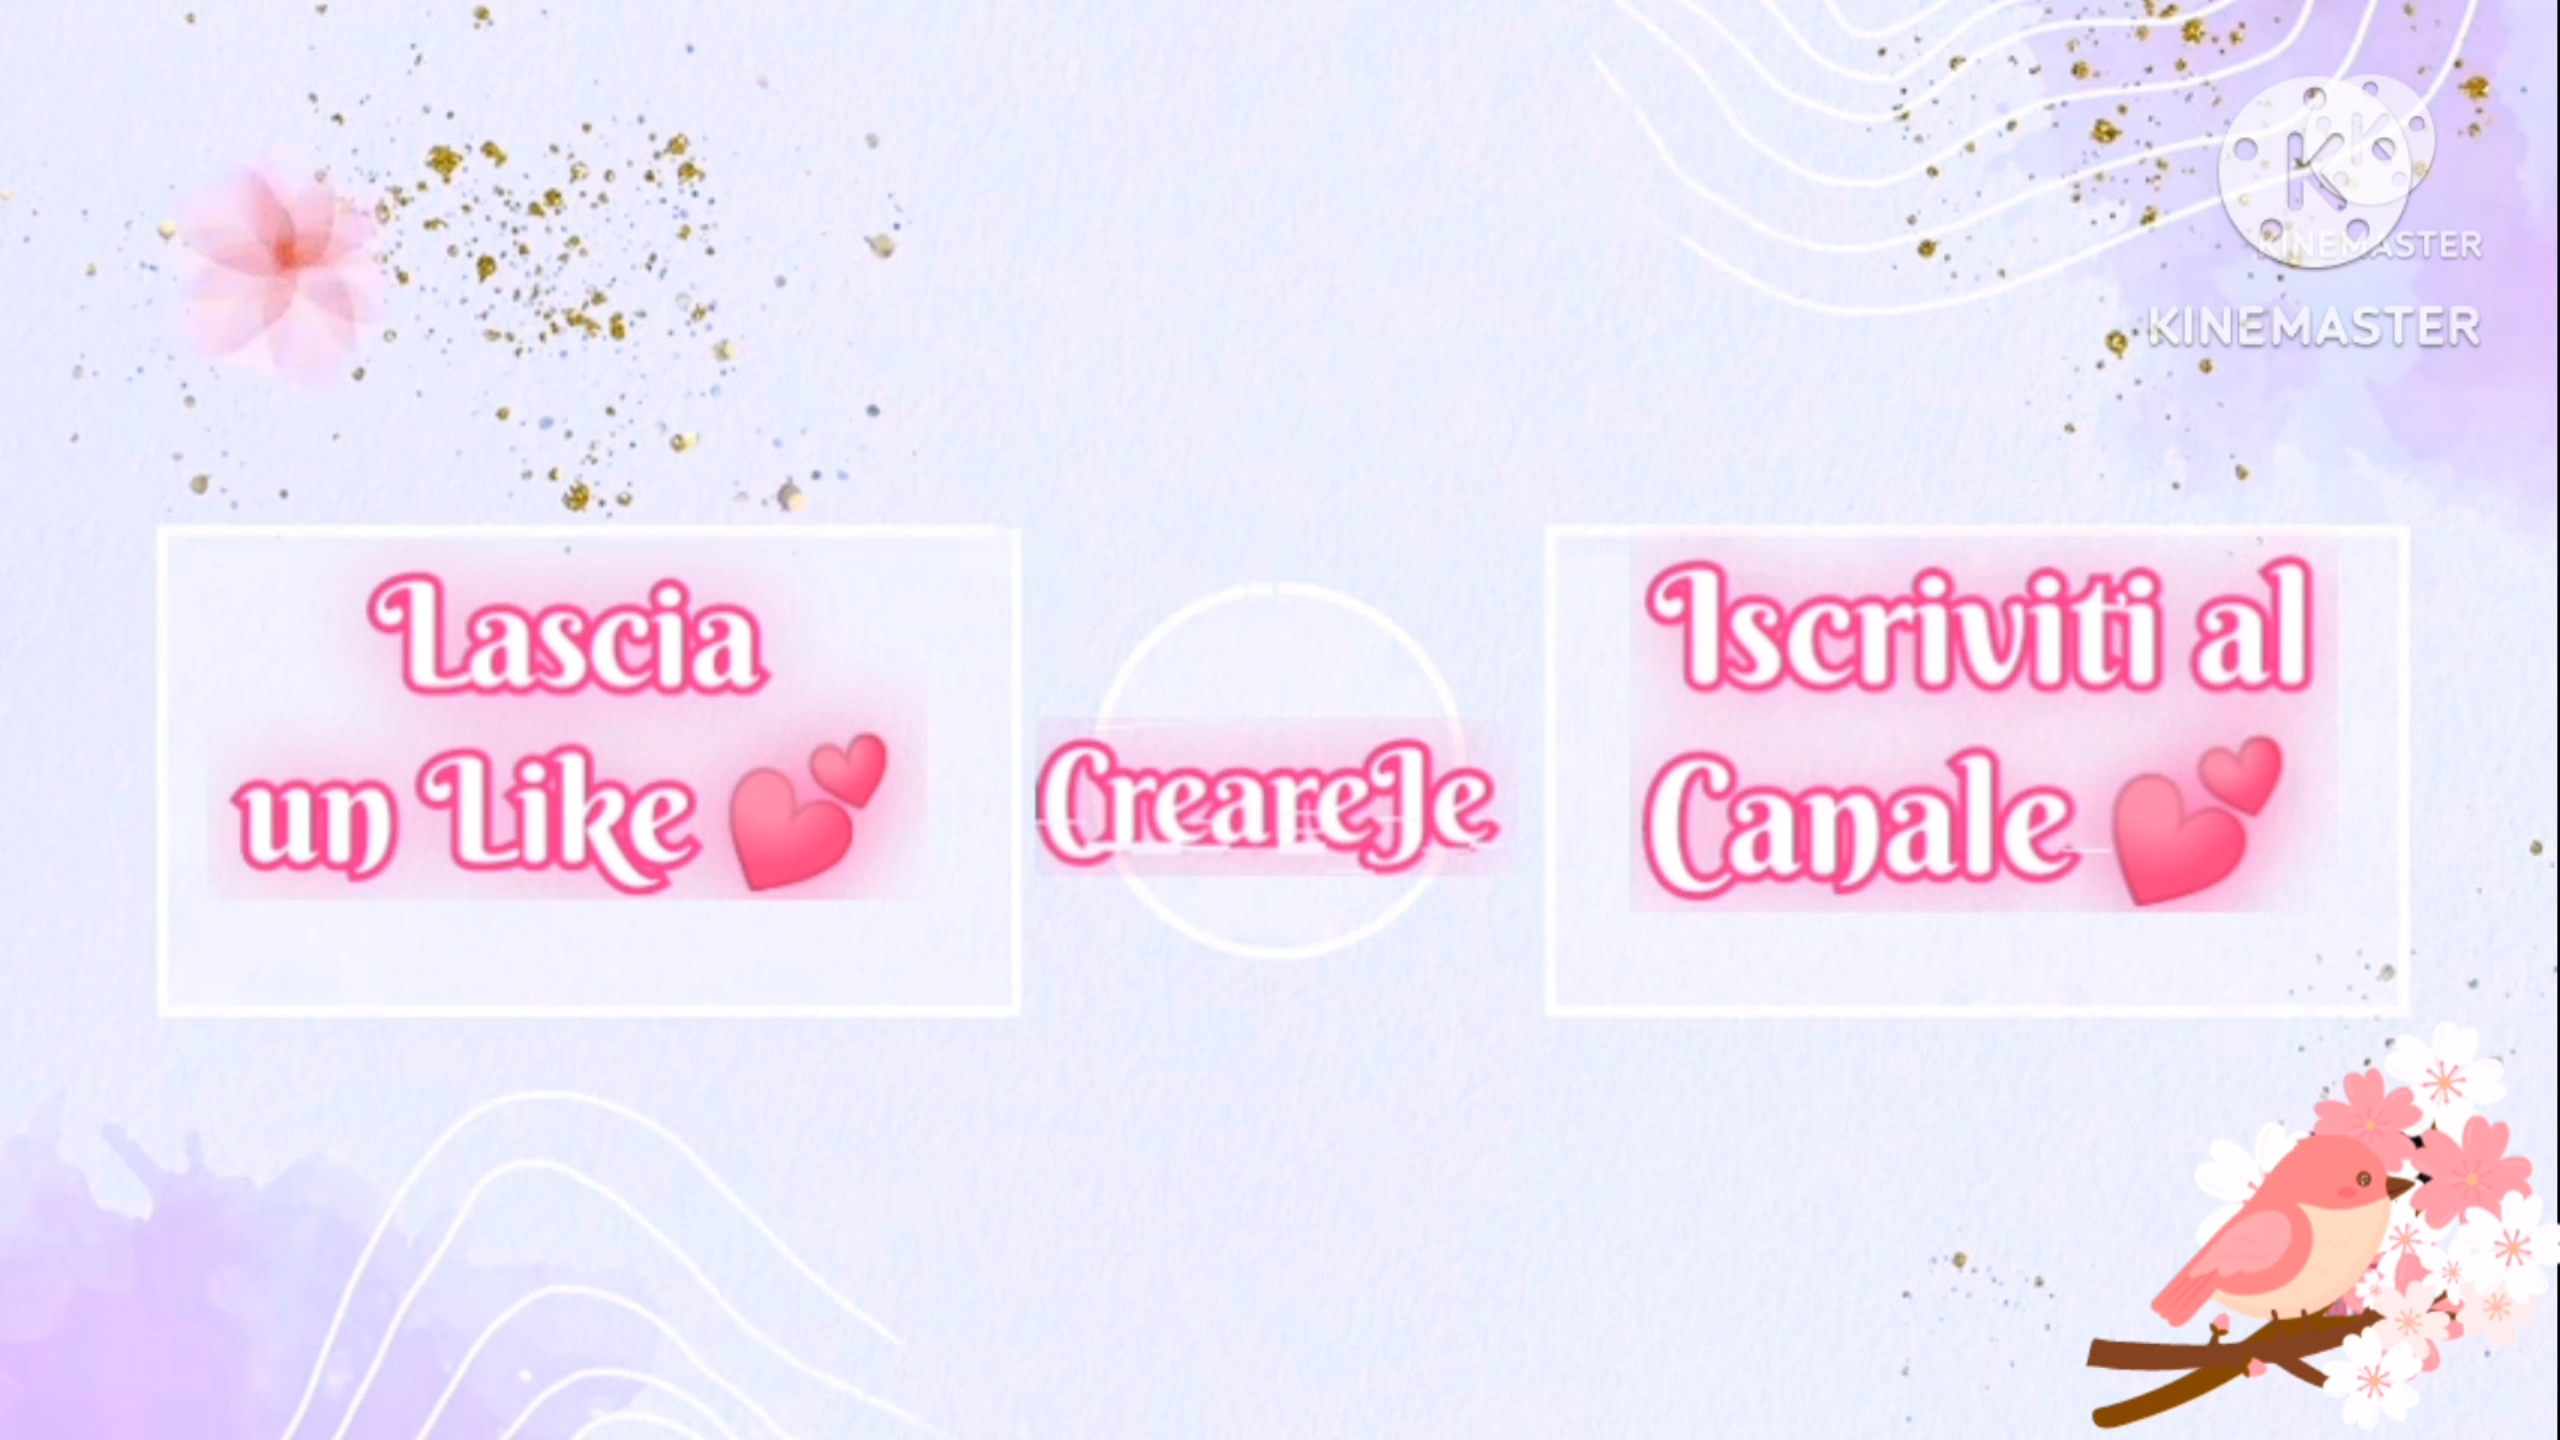 KINEMASTER
KINEMASTER
Lascia
un Like 💕
CreareJe
Iscriviti al
Canale 💕